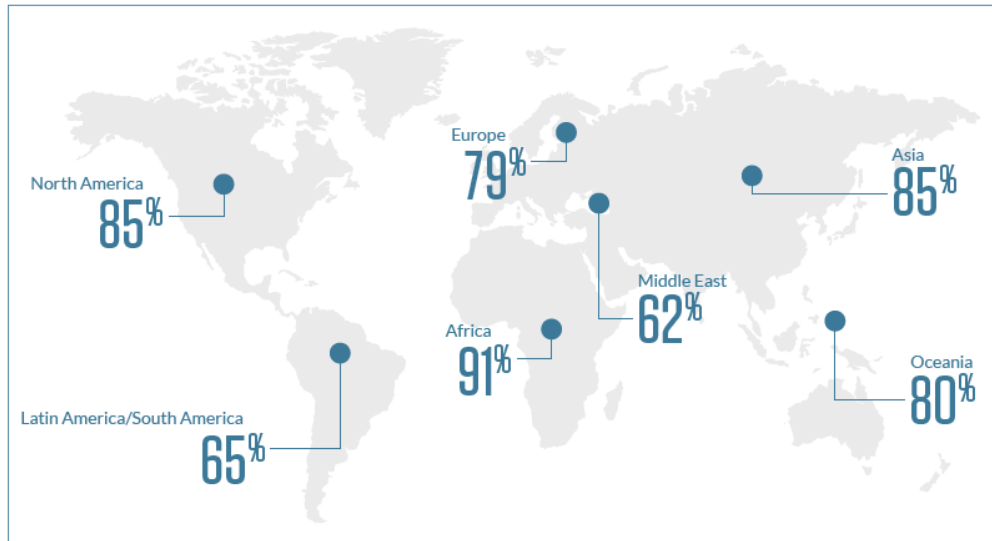 Europe
79%
Asia
85%
North America
85%
Middle East
62%
Africa
91%
Oceania
80%
Latin America/South America
65%